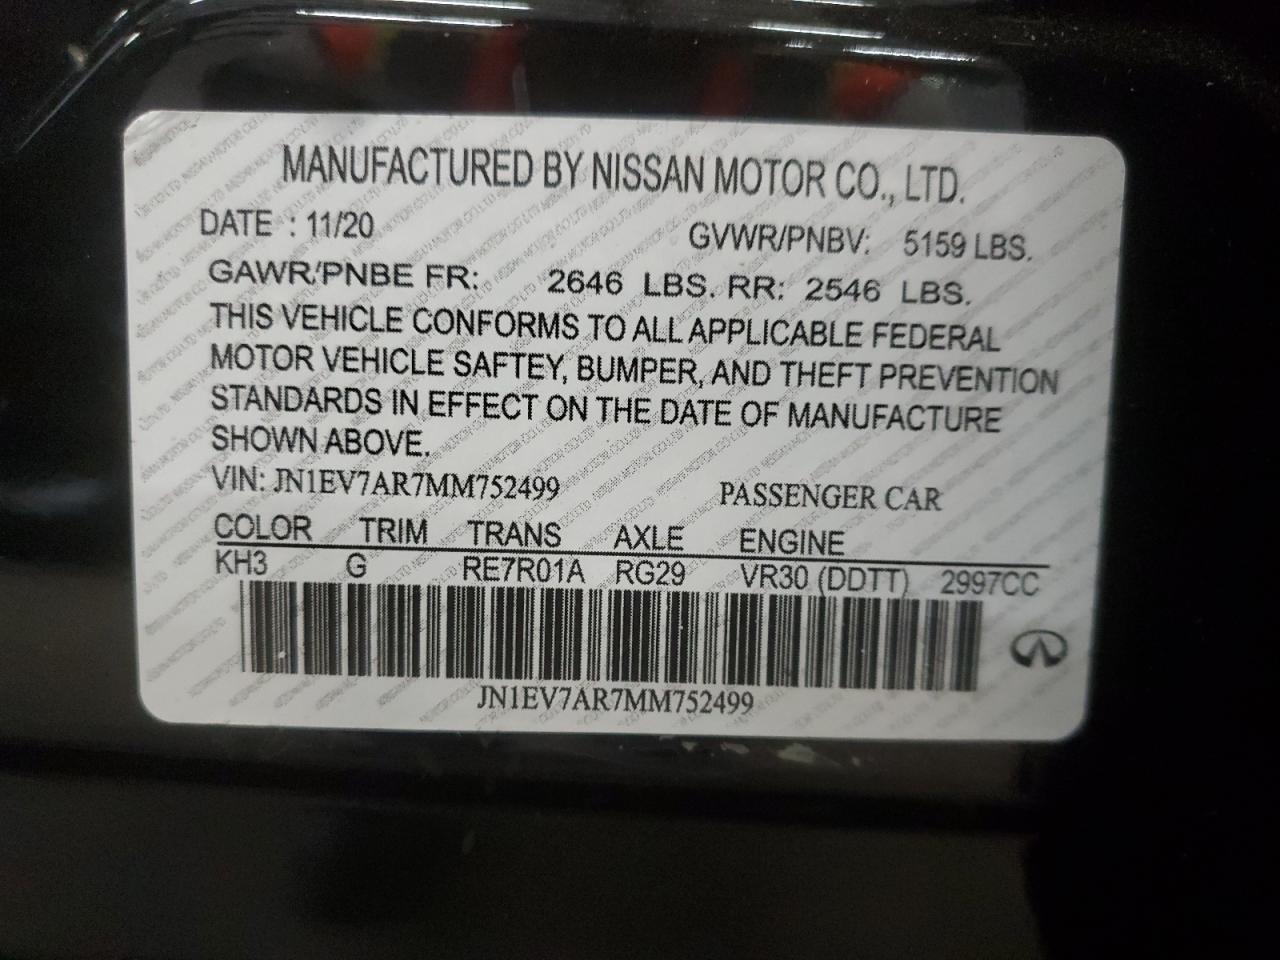 MANUFACTURED BY NISSAN MOTOR CO., LTD.
DATE : 11/20 GVWR/PNBV: 5159 LBS.
GAWR/PNBE FR: 2646 LBS. RR: 2546 LBS.
THIS VEHICLE CONFORMS TO ALL APPLICABLE FEDERAL
MOTOR VEHICLE SAFTEY, BUMPER, AND THEFT PREVENTION
STANDARDS IN EFFECT ON THE DATE OF MANUFACTURE
SHOWN ABOVE.
VIN: JN1EV7AR7MM752499 PASSENGER CAR
COLOR TRIM TRANS AXLE ENGINE
KH3 G RE7R01A RG29 VR30 (DDTT) 2997CC
JN1EV7AR7MM752499